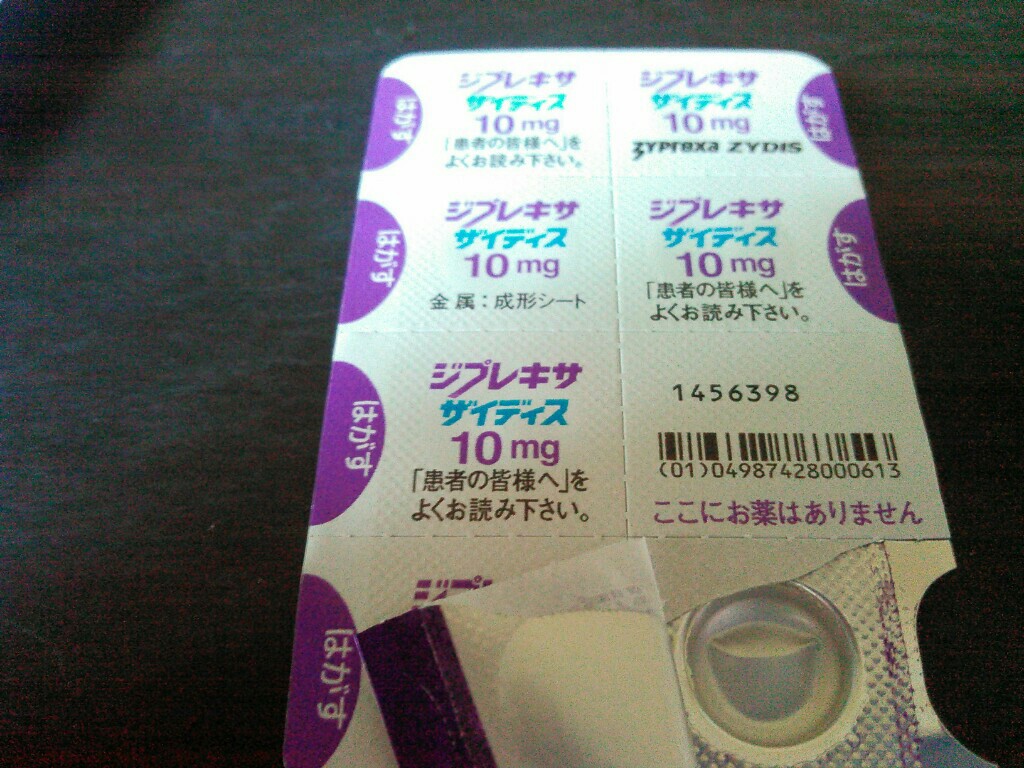 はがす
ジプレキサ
ザイディス
10 mg
「患者の皆様へ」を
よくお読み下さい。
ジプレキサ
ザイディス
10 mg
zyprexa ZYDIS
はがす
はがす
ジプレキサ
ザイディス
10 mg
金属：成形シート
ジプレキサ
ザイディス
10 mg
「患者の皆様へ」を
よくお読み下さい。
はがす
はがす
ジプレキサ
ザイディス
10 mg
「患者の皆様へ」を
よくお読み下さい。
1456398
(01)04987428000613
ここにお薬はありません
はがす